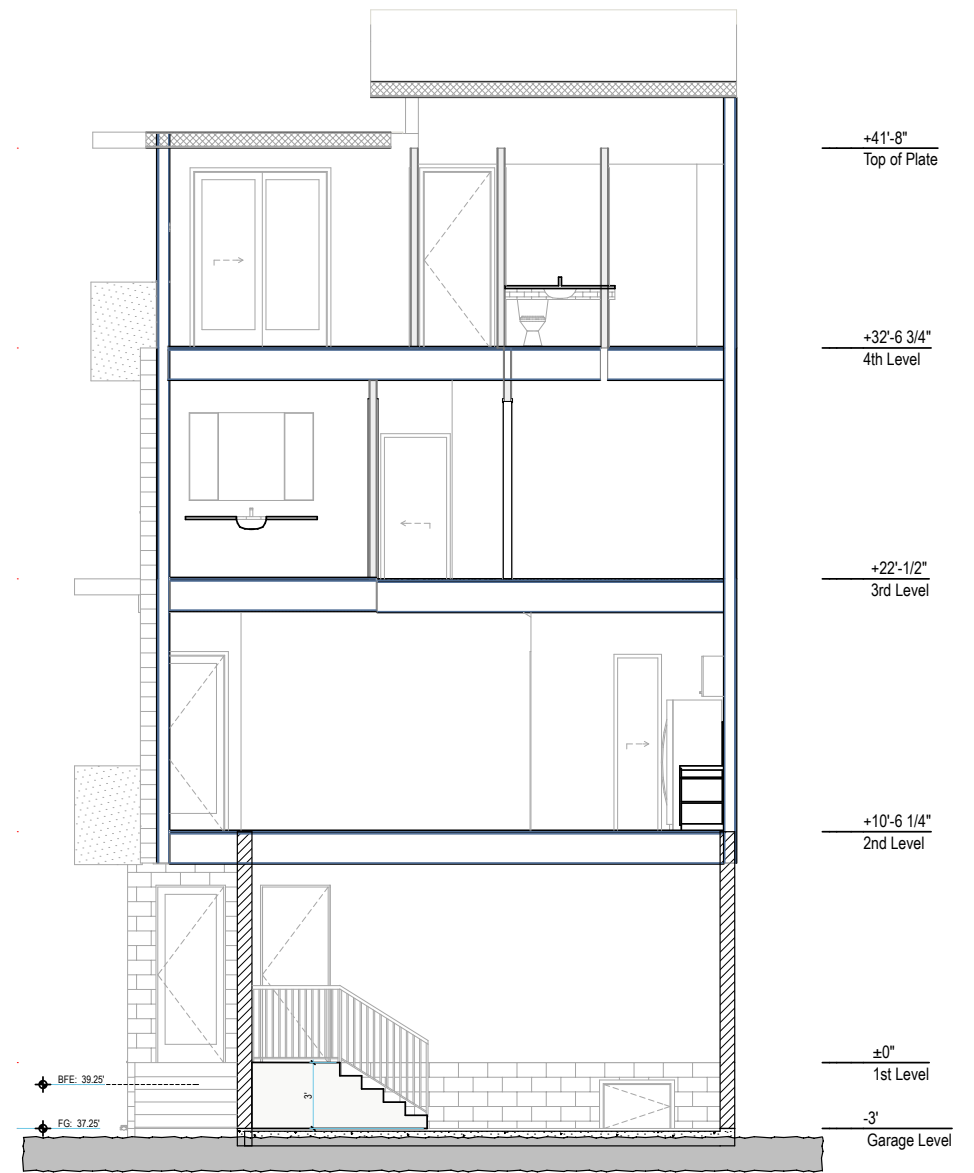 +41'-8"
Top of Plate
+32'-6 3/4"
4th Level
+22'-1/2"
3rd Level
+10'-6 1/4"
2nd Level
±0"
1st Level
BFE: 39.25'
3'
-3'
FG: 37.25'
Garage Level